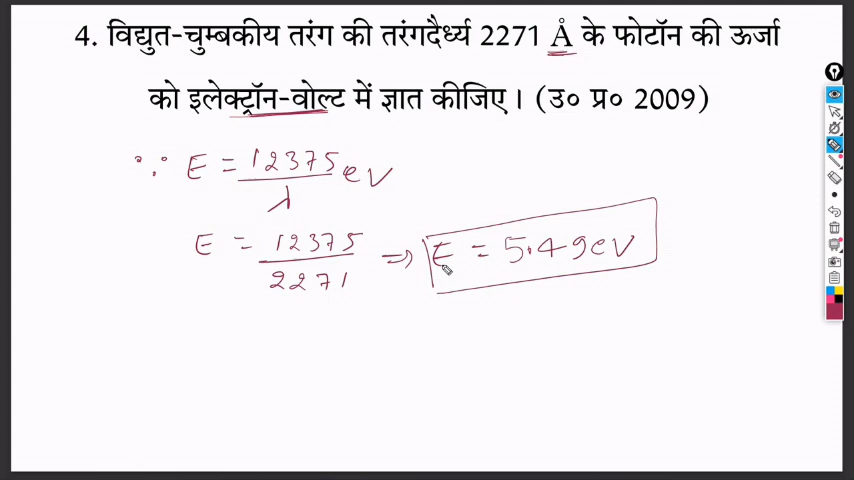 4. विद्युत-चुम्बकीय तरंग की तरंगदैर्ध्य 2271 Å के फोटॉन की ऊर्जा
को इलेक्ट्रॉन-वोल्ट में ज्ञात कीजिए। (उ० प्र० 2009)
∵ E = 12375/λ eV
E = 12375/2271 => E = 5.49eV